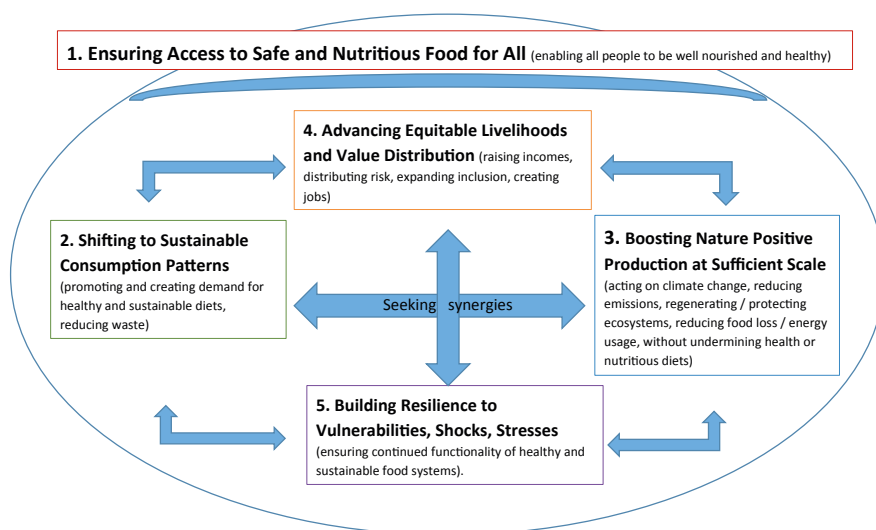 1. Ensuring Access to Safe and Nutritious Food for All (enabling all people to be well nourished and healthy)
4. Advancing Equitable Livelihoods
and Value Distribution (raising incomes,
distributing risk, expanding inclusion, creating
jobs)
2. Shifting to Sustainable
Consumption Patterns
(promoting and creating demand for
healthy and sustainable diets,
reducing waste)
3. Boosting Nature Positive
Production at Sufficient Scale
(acting on climate change, reducing
emissions, regenerating / protecting
ecosystems, reducing food loss / energy
usage, without undermining health or
nutritious diets)
Seeking synergies
5. Building Resilience to
Vulnerabilities, Shocks, Stresses
(ensuring continued functionality of healthy and
sustainable food systems).